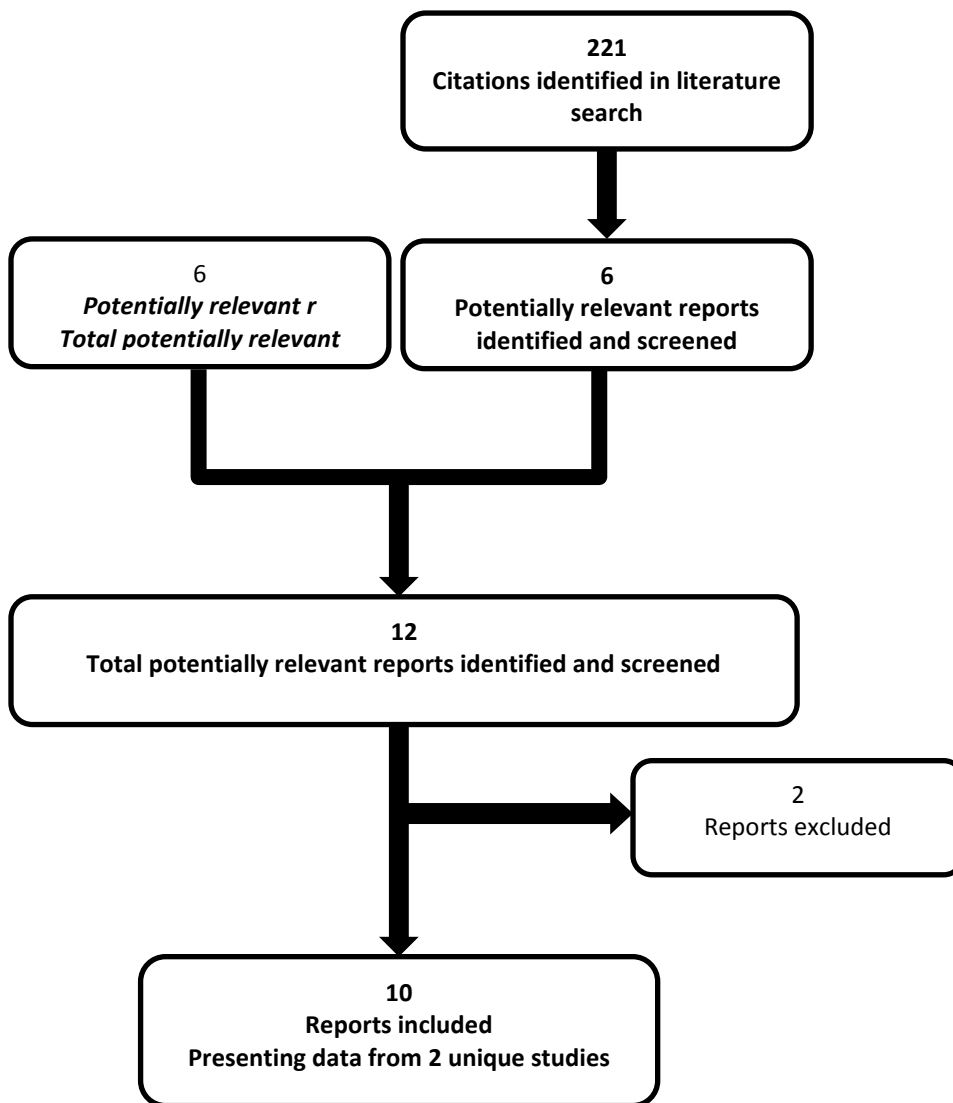 221
Citations identified in literature
search
6
Potentially relevant r
Total potentially relevant
6
Potentially relevant reports
identified and screened
12
Total potentially relevant reports identified and screened
2
Reports excluded
10
Reports included
Presenting data from 2 unique studies